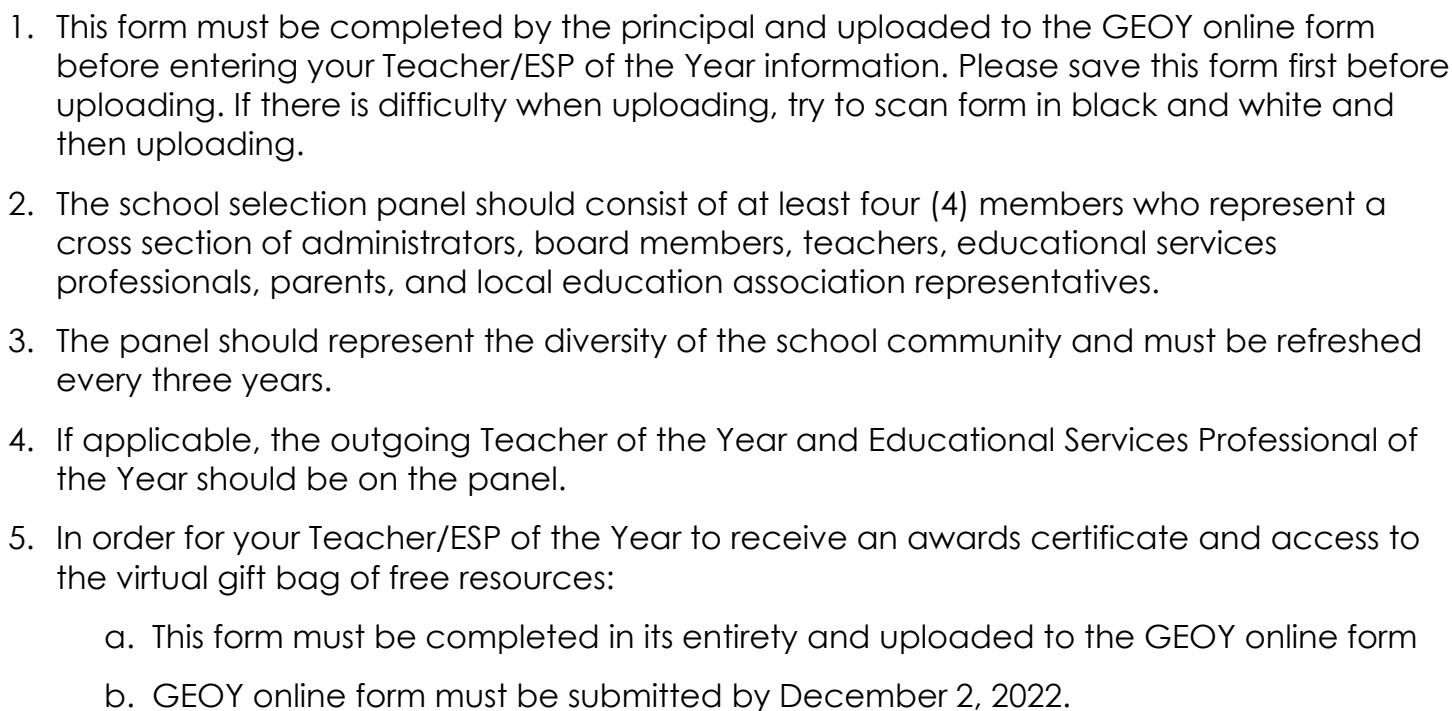 1. This form must be completed by the principal and uploaded to the GEOY online form
before entering your Teacher/ESP of the Year information. Please save this form first before
uploading. If there is difficulty when uploading, try to scan form in black and white and
then uploading.
2. The school selection panel should consist of at least four (4) members who represent a
cross section of administrators, board members, teachers, educational services
professionals, parents, and local education association representatives.
3. The panel should represent the diversity of the school community and must be refreshed
every three years.
4. If applicable, the outgoing Teacher of the Year and Educational Services Professional of
the Year should be on the panel.
5. In order for your Teacher/ESP of the Year to receive an awards certificate and access to
the virtual gift bag of free resources:
a. This form must be completed in its entirety and uploaded to the GEOY online form
b. GEOY online form must be submitted by December 2, 2022.